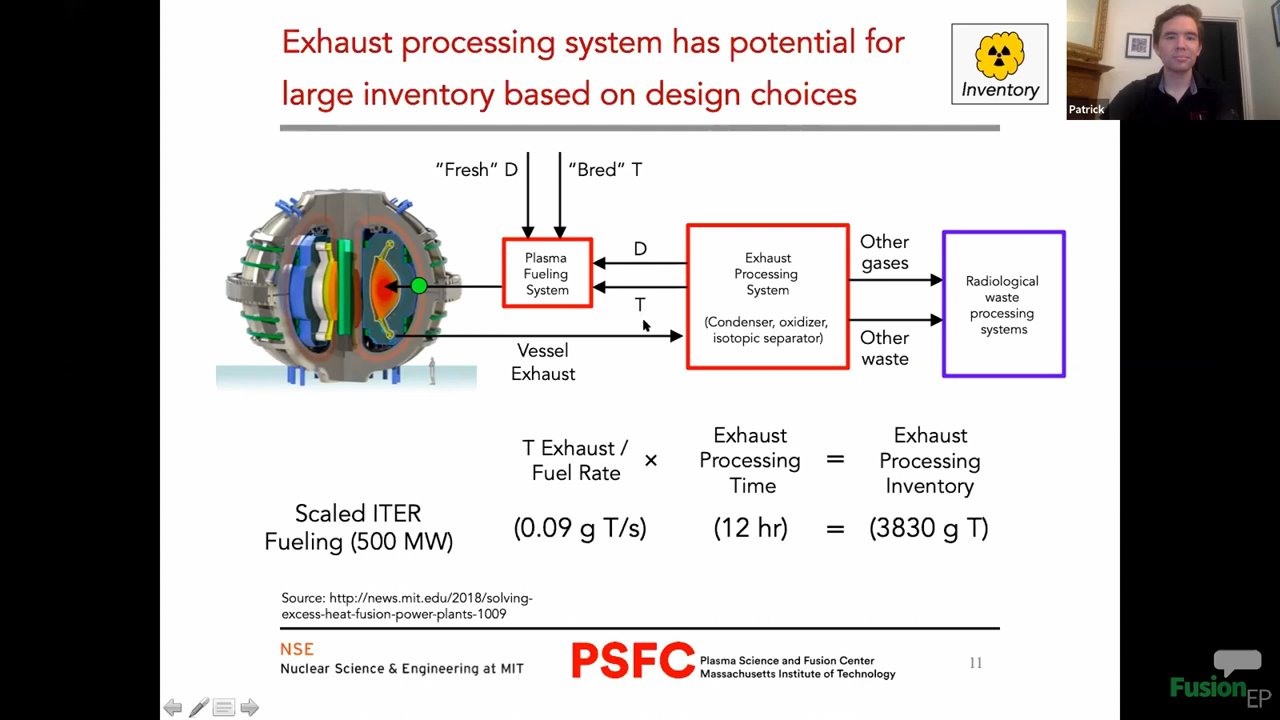 Exhaust processing system has potential for
large inventory based on design choices
Inventory
Patrick
“Fresh” D
“Bred” T
Plasma
Fueling
System
D
T
Vessel
Exhaust
Exhaust
Processing
System
(Condenser, oxidizer,
isotopic separator)
Other
gases
Other
waste
Radiological
waste
processing
systems
T Exhaust /
Fuel Rate
×
Exhaust
Processing
Time
=
Exhaust
Processing
Inventory
Scaled ITER
Fueling (500 MW)
(0.09 g T/s)
(12 hr)
=
(3830 g T)
Source: http://news.mit.edu/2018/solving-
excess-heat-fusion-power-plants-1009
NSE
Nuclear Science & Engineering at MIT
PSFC
Plasma Science and Fusion Center
Massachusetts Institute of Technology
11
Fusion
EP